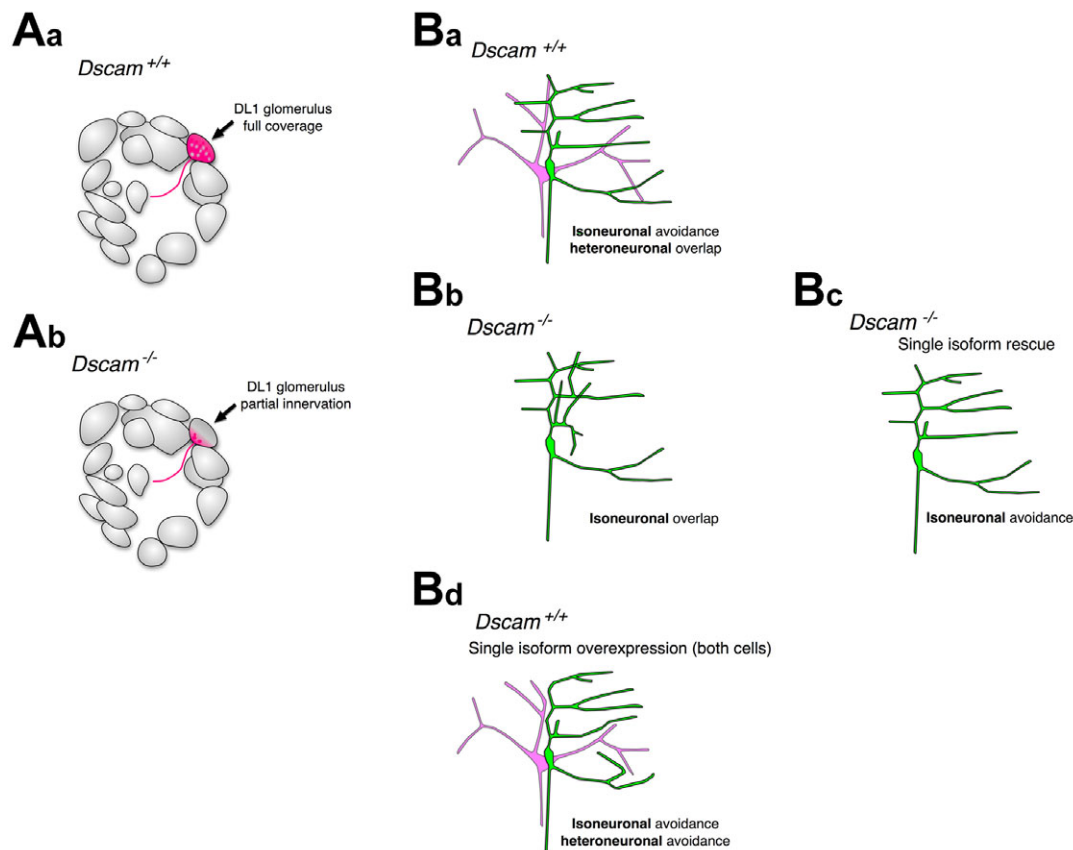 Aa
Dscam +/+
DL1 glomerulus
full coverage
Ba
Dscam +/+
Isoneuronal avoidance
heteroneuronal overlap
Ab
Dscam-/-
DL1 glomerulus
partial innervation
Bb
Dscam-/-
Isoneuronal overlap
Bc
Dscam -/-
Single isoform rescue
Isoneuronal avoidance
Bd
Dscam +/+
Single isoform overexpression (both cells)
Isoneuronal avoidance
heteroneuronal avoidance